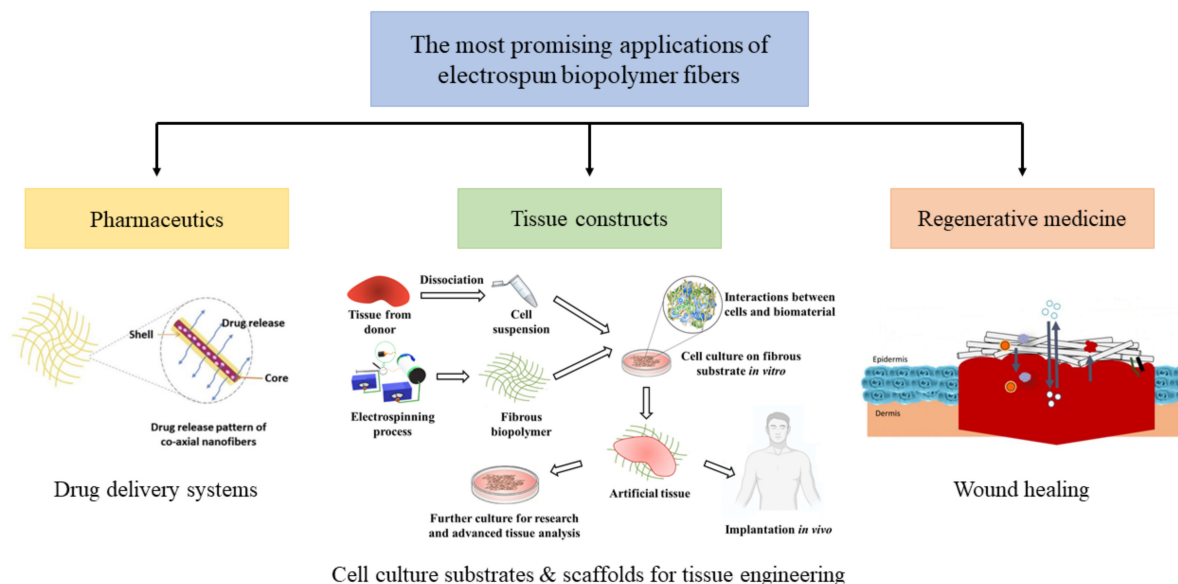 The most promising applications of
electrospun biopolymer fibers
Pharmaceutics
Tissue constructs
Regenerative medicine
Shell
Drug release
Core
Drug release pattern of
co-axial nanofibers
Drug delivery systems
Dissociation
Tissue from
donor
Cell
suspension
Interactions between
cells and biomaterial
Cell culture on fibrous
substrate in vitro
Electrospinning
process
Fibrous
biopolymer
Artificial tissue
Further culture for research
and advanced tissue analysis
Implantation in vivo
Cell culture substrates & scaffolds for tissue engineering
Epidermis
Dermis
Wound healing